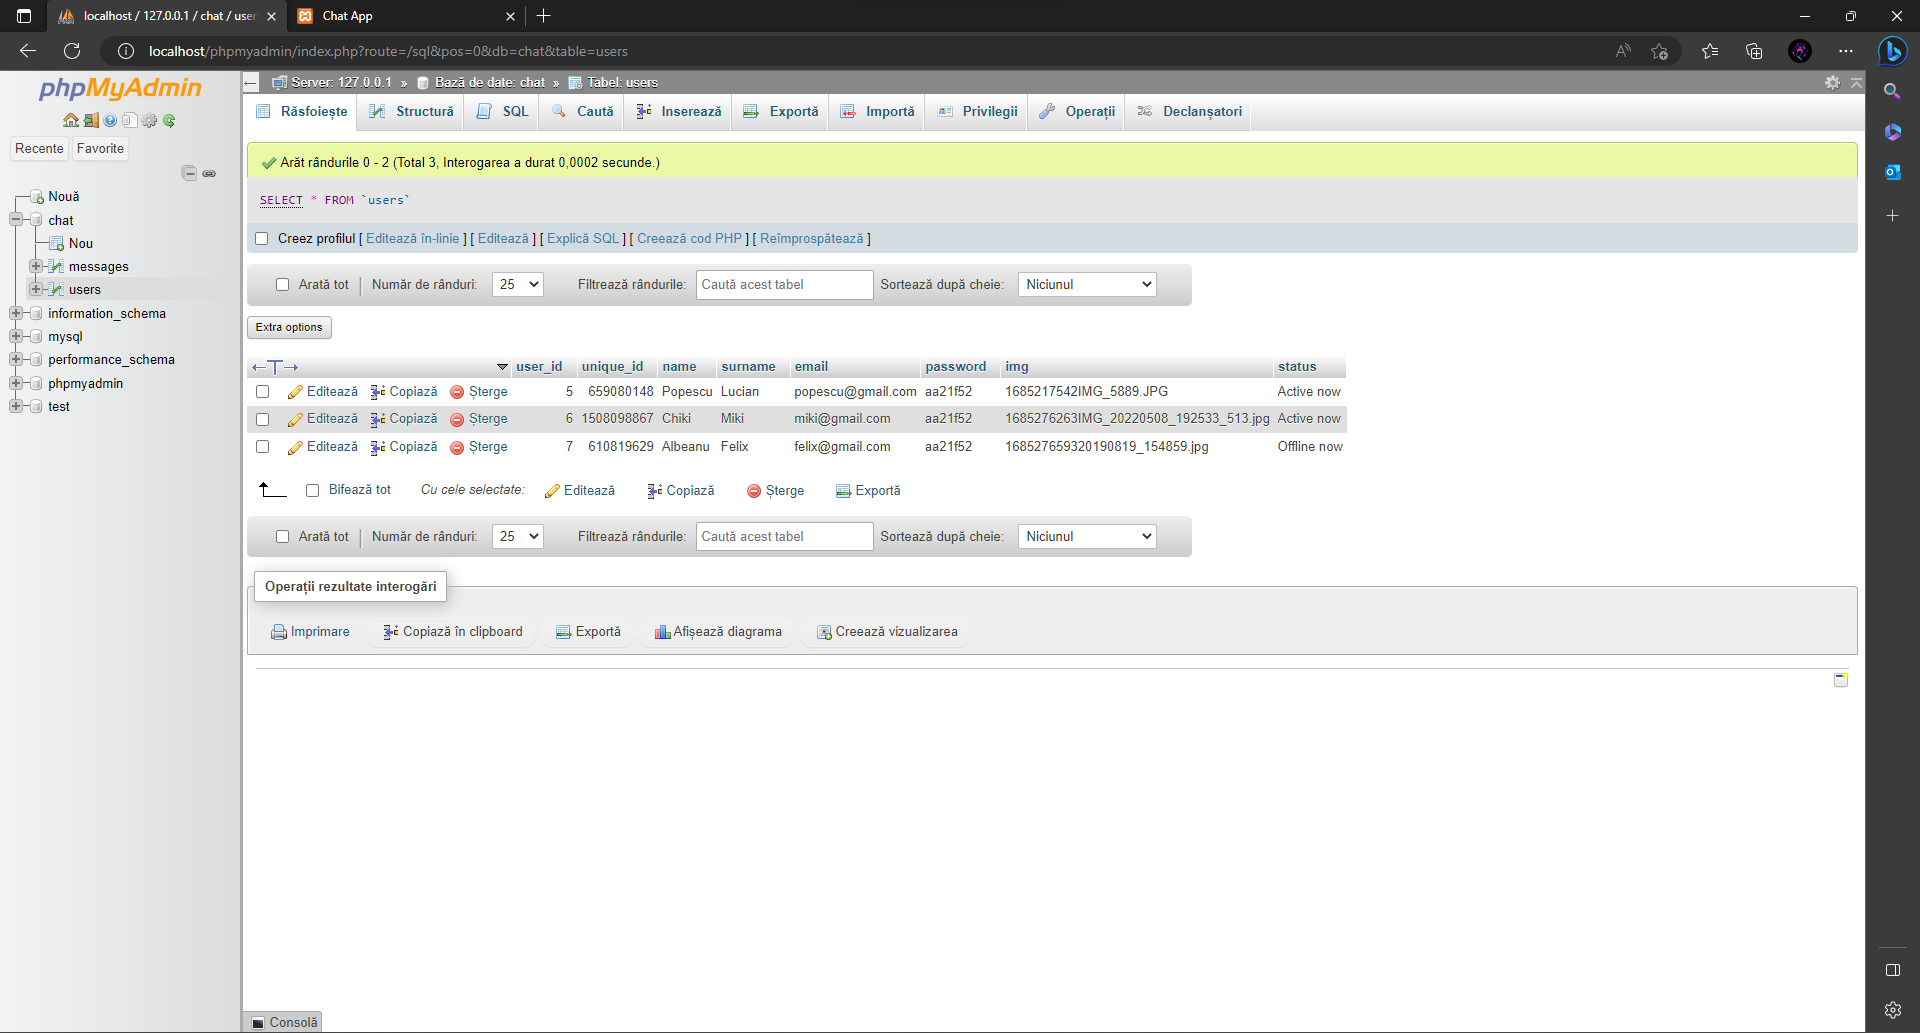 localhost / 127.0.0.1 / chat / user
Chat App
localhost/phpmyadmin/index.php?route=/sql&pos=0&db=chat&table=users
phpMyAdmin
Recente Favorite
Nouă
chat
Nou
messages
users
information_schema
mysql
performance_schema
phpmyadmin
test
Server: 127.0.0.1 » Bază de date: chat » Tabel: users
Răsfoiește Structură SQL Caută Inserează Exportă Importă Privilegii Operații Declanșatori
Arăt rândurile 0 - 2 (Total 3, Interogarea a durat 0,0002 secunde.)
SELECT * FROM `users`
Creez profilul [ Editează în-linie ] [ Editează ] [ Explică SQL ] [ Creează cod PHP ] [ Reîmprospătează ]
Arată tot Număr de rânduri: 25 Filtrează rândurile: Caută acest tabel Sortează după cheie: Niciunul
Extra options
←T→ user_id unique_id name surname email password img status
Editează Copiază Șterge 5 659080148 Popescu Lucian popescu@gmail.com aa21f52 1685217542IMG_5889.JPG Active now
Editează Copiază Șterge 6 1508098867 Chiki Miki miki@gmail.com aa21f52 1685276263IMG_20220508_192533_513.jpg Active now
Editează Copiază Șterge 7 610819629 Albeanu Felix felix@gmail.com aa21f52 168527659320190819_154859.jpg Offline now
Bifează tot Cu cele selectate: Editează Copiază Șterge Exportă
Arată tot Număr de rânduri: 25 Filtrează rândurile: Caută acest tabel Sortează după cheie: Niciunul
Operații rezultate interogări
Imprimare Copiază în clipboard Exportă Afișează diagrama Creează vizualizarea
Consolă